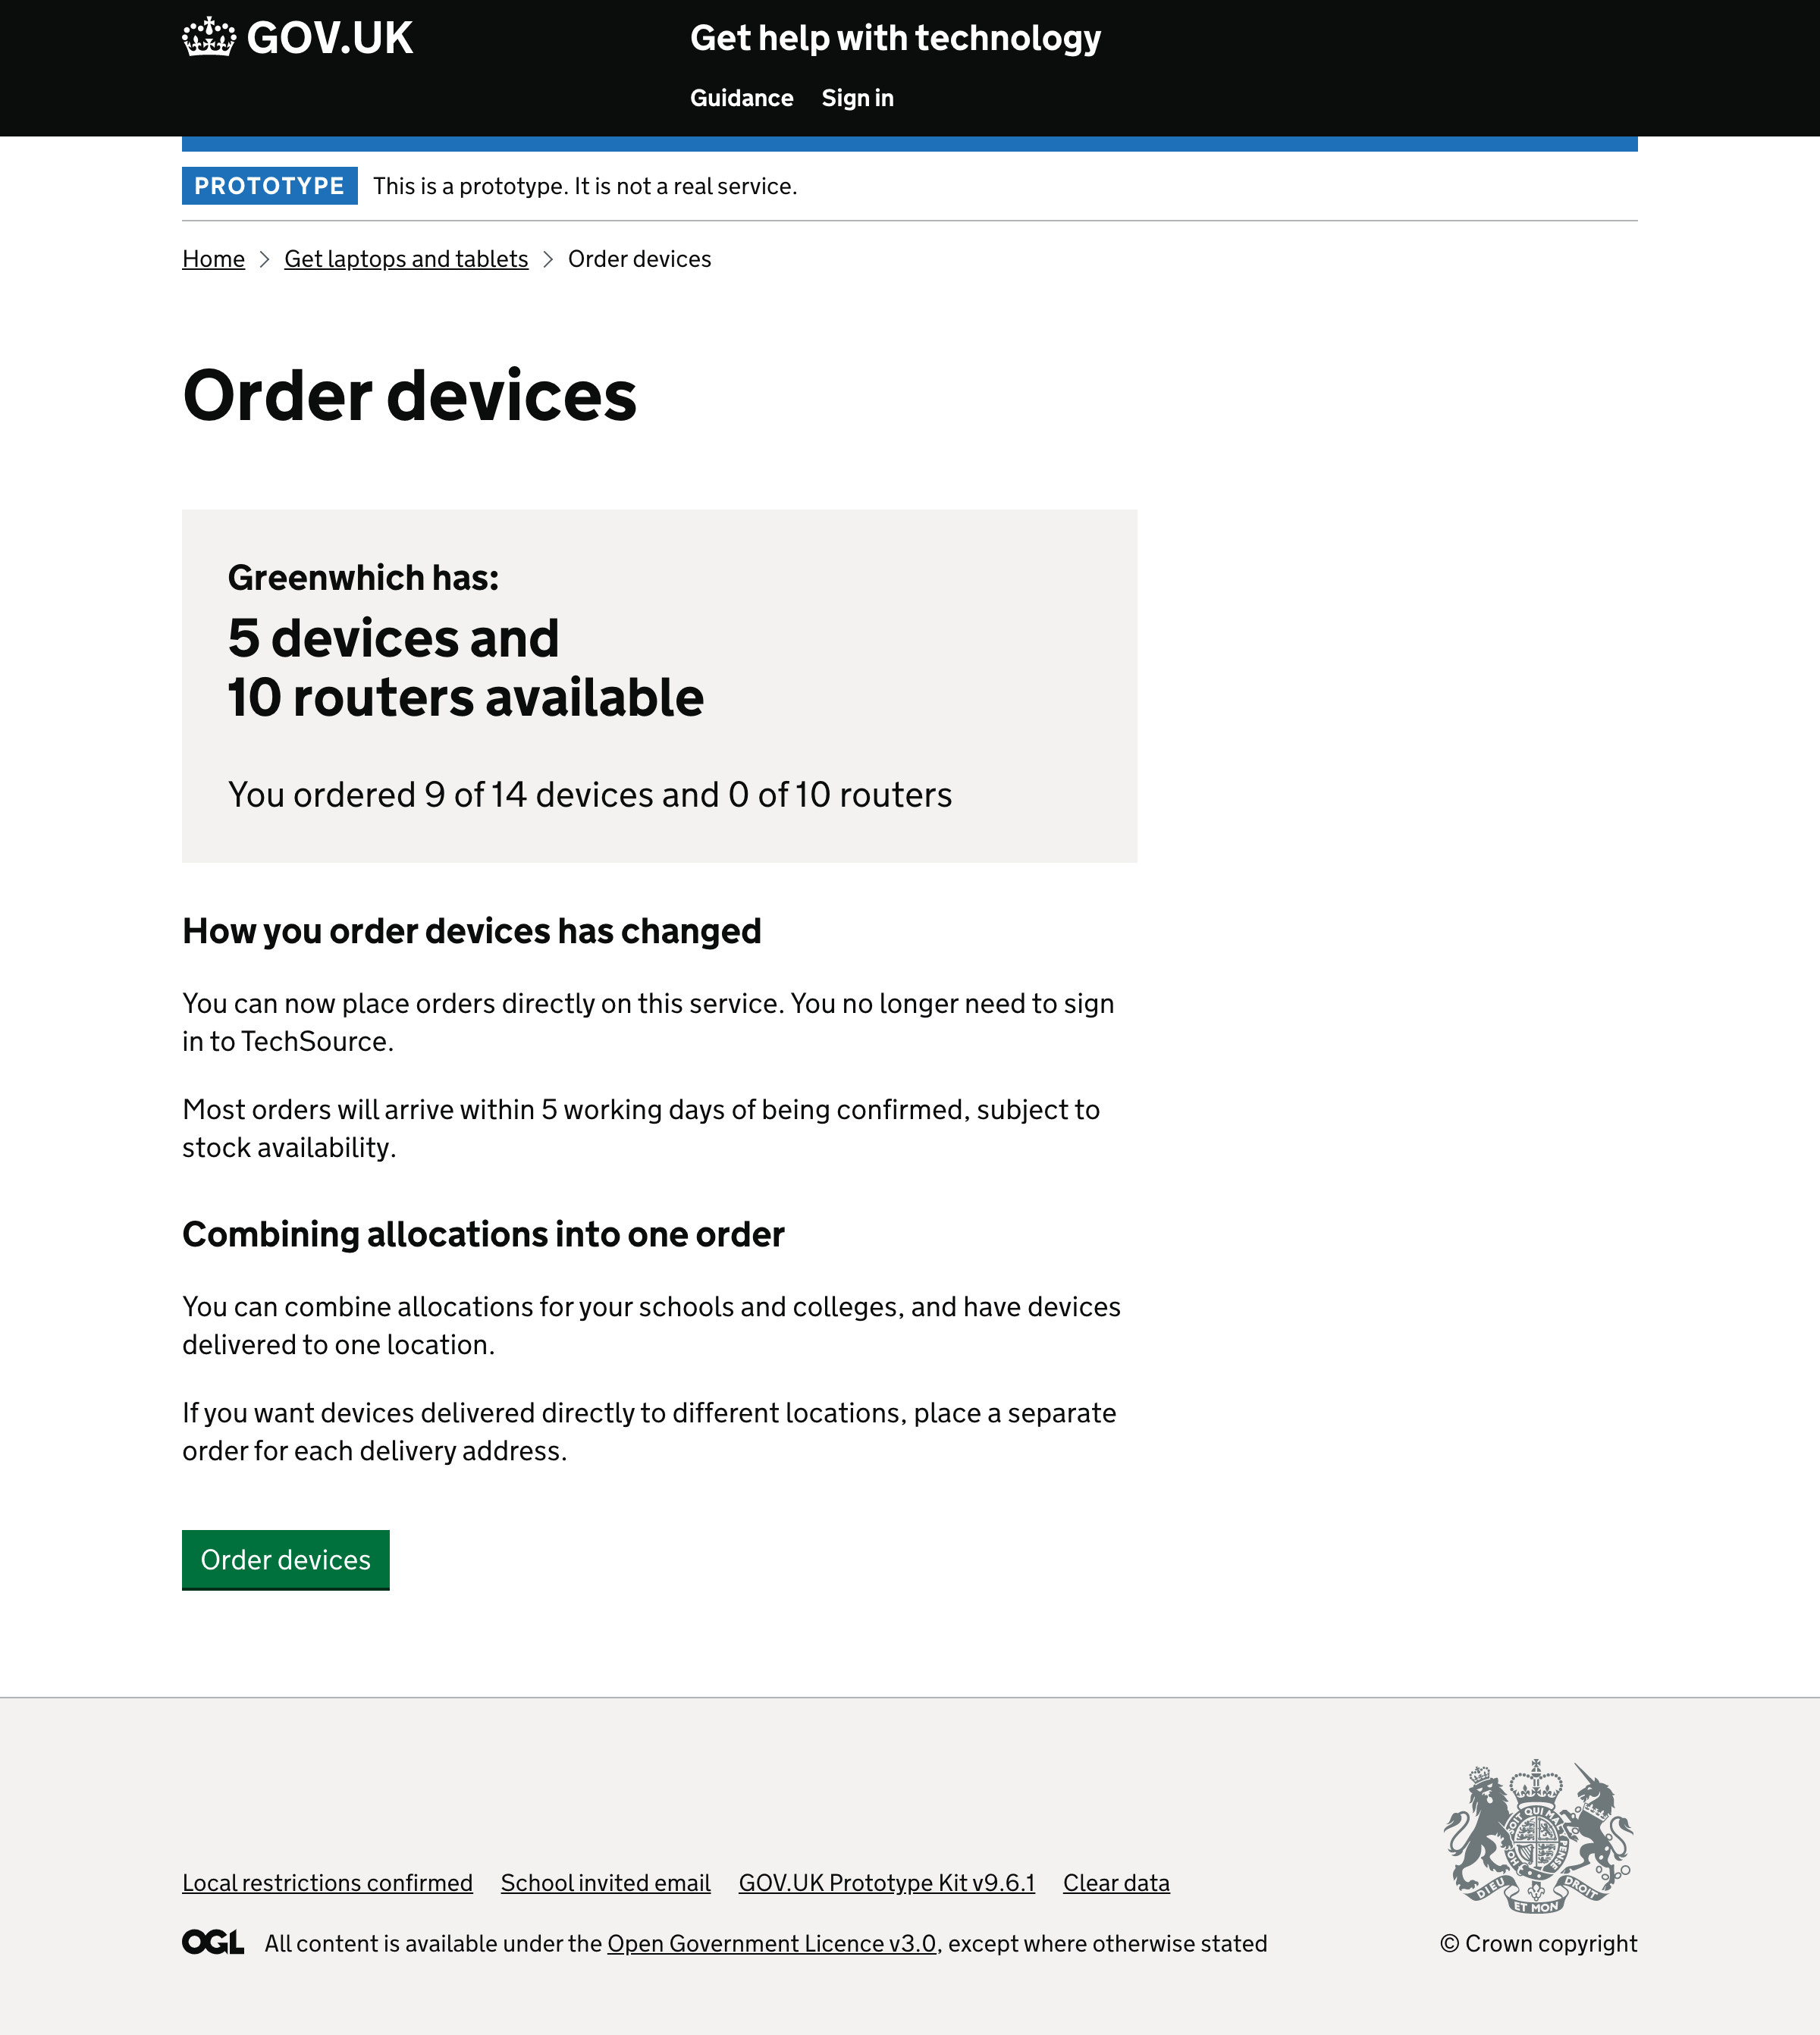 GOV.UK
Get help with technology
Guidance Sign in
PROTOTYPE This is a prototype. It is not a real service.
Home > Get laptops and tablets > Order devices
Order devices
Greenwhich has:
5 devices and
10 routers available
You ordered 9 of 14 devices and 0 of 10 routers
How you order devices has changed
You can now place orders directly on this service. You no longer need to sign
in to TechSource.
Most orders will arrive within 5 working days of being confirmed, subject to
stock availability.
Combining allocations into one order
You can combine allocations for your schools and colleges, and have devices
delivered to one location.
If you want devices delivered directly to different locations, place a separate
order for each delivery address.
Order devices
Local restrictions confirmed School invited email GOV.UK Prototype Kit v9.6.1 Clear data
OGL All content is available under the Open Government Licence v3.0, except where otherwise stated
DIEU ET MON DROIT
© Crown copyright